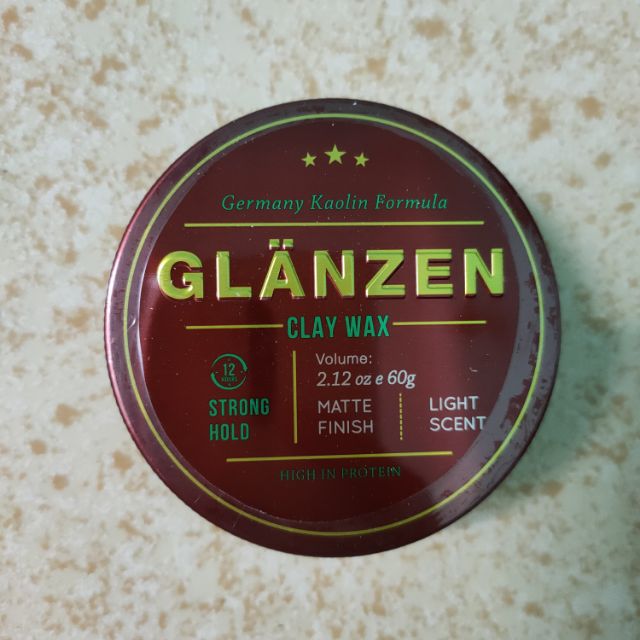 Germany Kaolin Formula
GLÄNZEN
CLAY WAX
12
HOURS
STRONG
HOLD
Volume:
2.12 oz e 60g
MATTE
FINISH
LIGHT
SCENT
HIGH IN PROTEIN